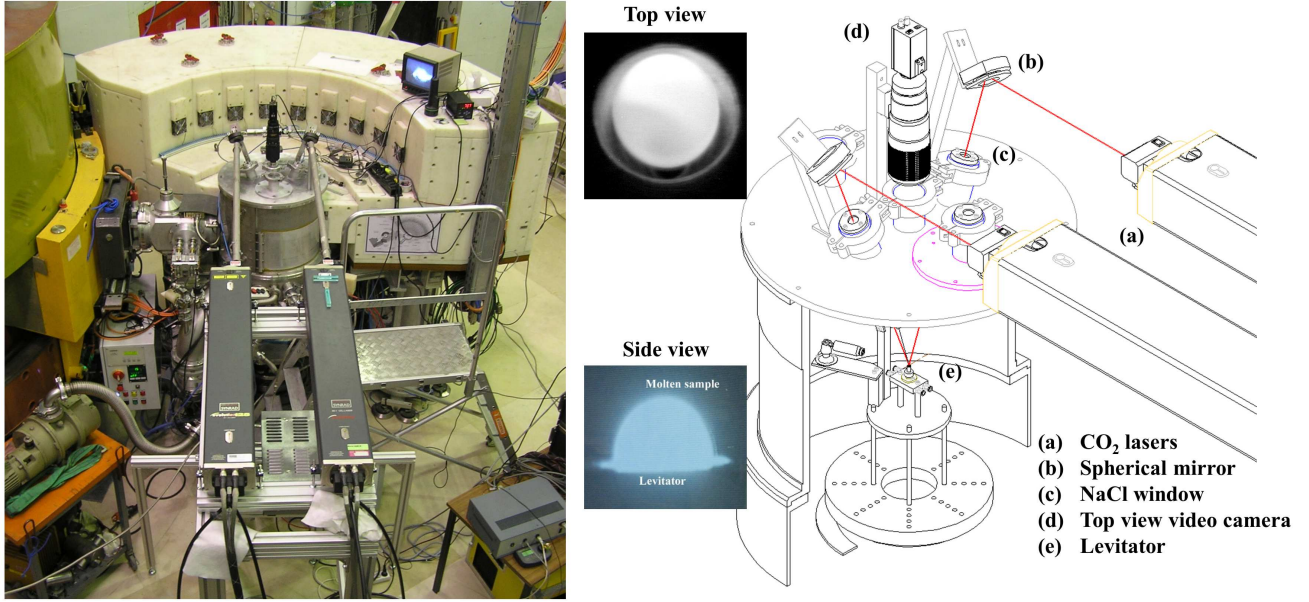 Top view
(d)
(b)
(c)
(a)
Side view
Molten sample
Levitator
(e)
(a) CO₂ lasers
(b) Spherical mirror
(c) NaCl window
(d) Top view video camera
(e) Levitator